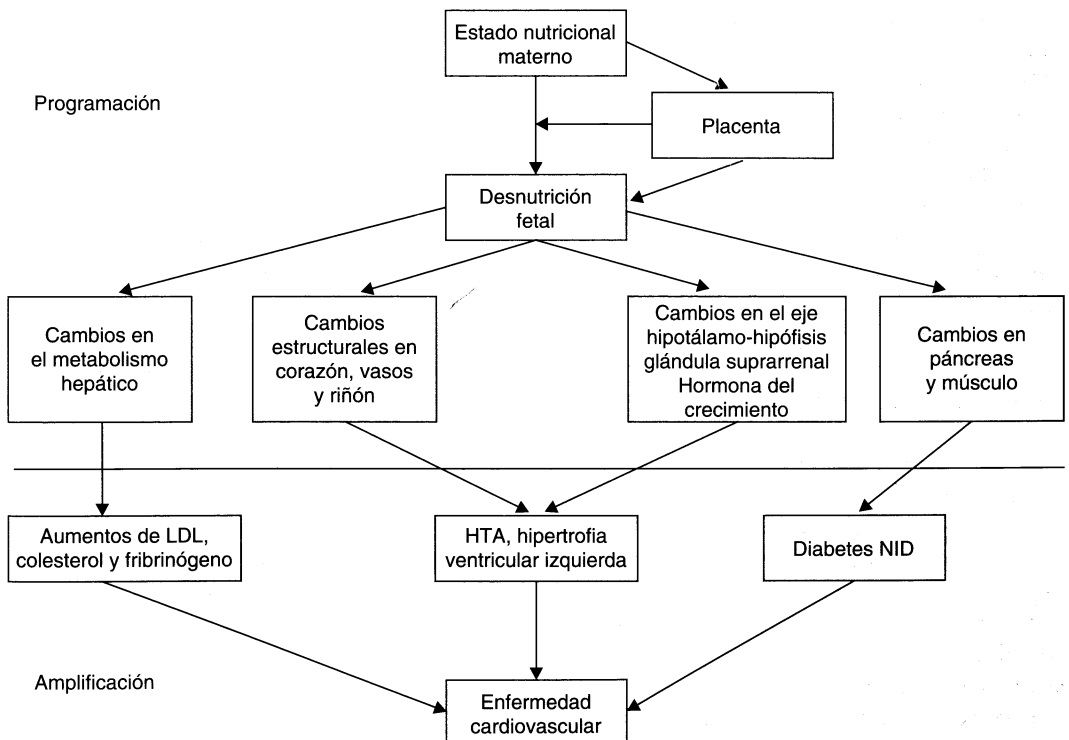 Estado nutricional
materno
Programación
Placenta
Desnutrición
fetal
Cambios en
el metabolismo
hepático
Cambios
estructurales en
corazón, vasos
y riñón
Cambios en el eje
hipotálamo-hipófisis
glándula suprarrenal
Hormona del
crecimiento
Cambios en
páncreas
y músculo
Aumentos de LDL,
colesterol y fribrinógeno
HTA, hipertrofia
ventricular izquierda
Diabetes NID
Amplificación
Enfermedad
cardiovascular